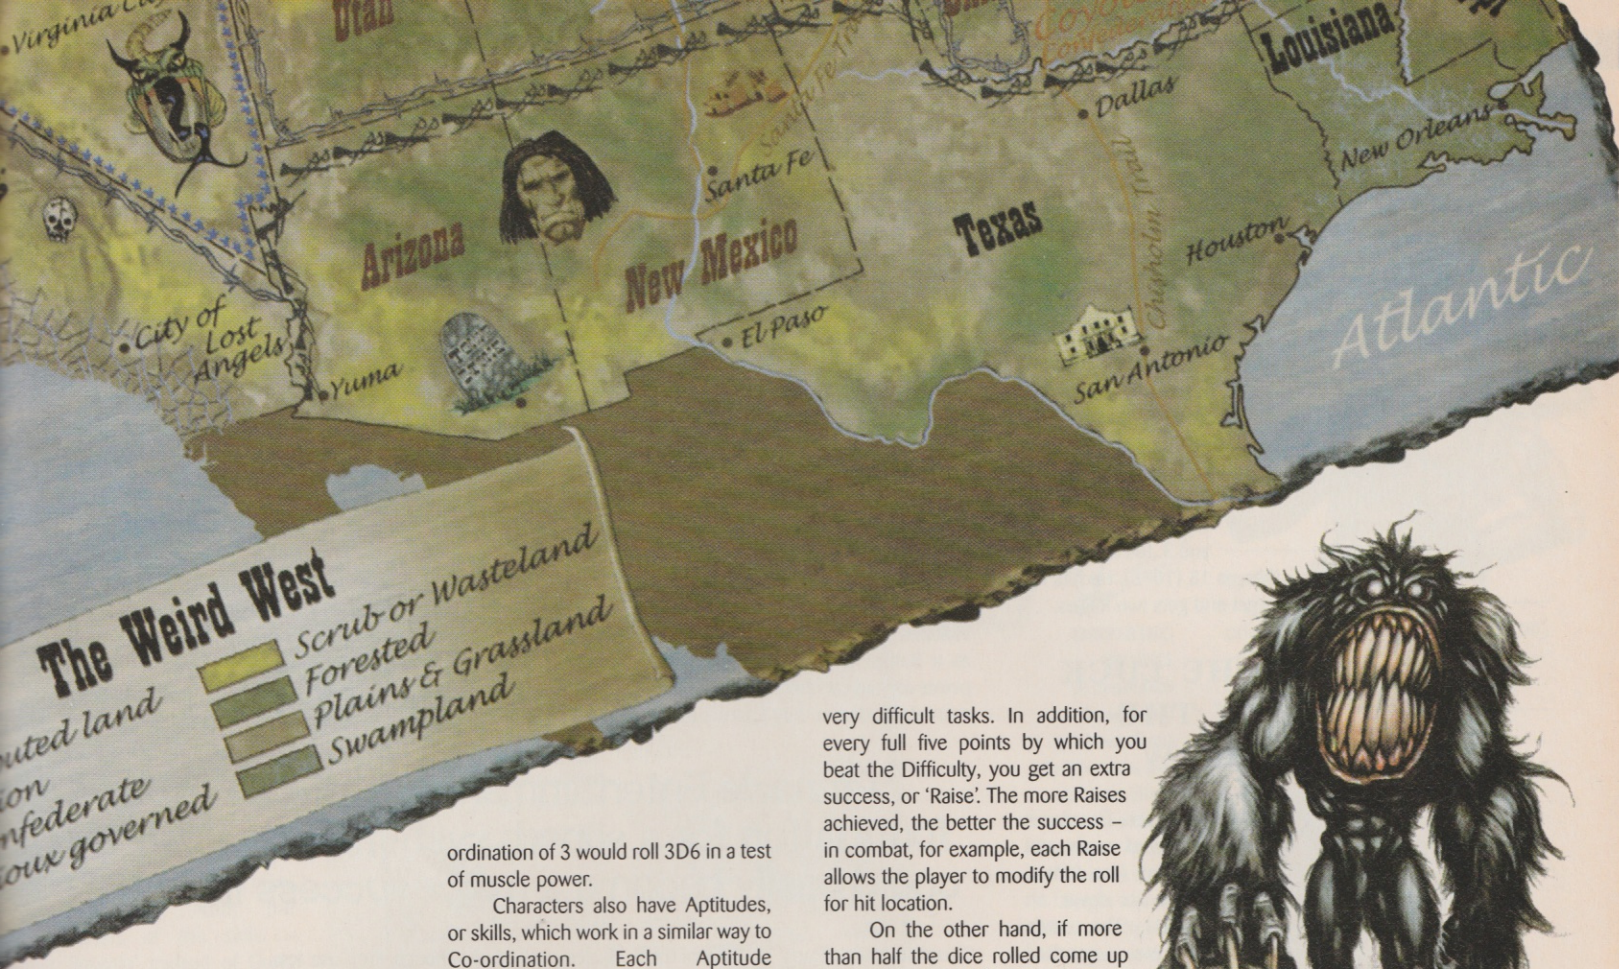 Virginia City
Utah
Coyote
Confederation
Louisiana
Santa Fe Trail
Dallas
New Orleans
Santa Fe
Chisholm Trail
Arizona
New Mexico
Texas
Houston
Atlantic
City of
Lost
Angels
El Paso
San Antonio
Yuma
The Weird West
Scrub or Wasteland
Forested
Plains & Grassland
Swampland
uted land
ion
nfederate
ioux governed
ordination of 3 would roll 3D6 in a test
of muscle power.
Characters also have Aptitudes,
or skills, which work in a similar way to
Co-ordination. Each Aptitude
very difficult tasks. In addition, for
every full five points by which you
beat the Difficulty, you get an extra
success, or ‘Raise’. The more Raises
achieved, the better the success –
in combat, for example, each Raise
allows the player to modify the roll
for hit location.
On the other hand, if more
than half the dice rolled come up